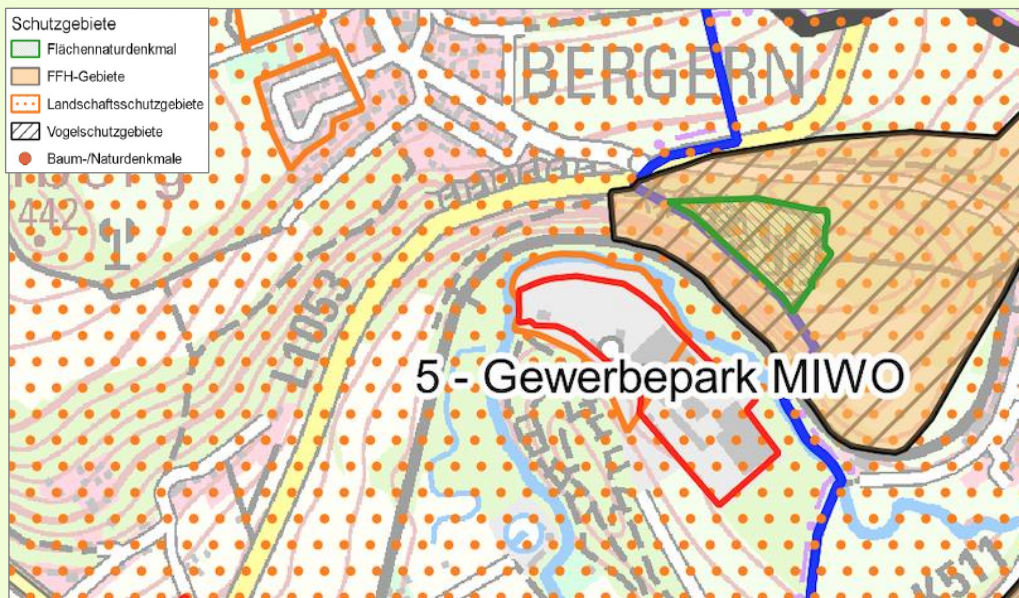 Schutzgebiete
Flächennaturdenkmal
FFH-Gebiete
Landschaftsschutzgebiete
Vogelschutzgebiete
Baum-/Naturdenkmale
BERGERN
442
L1053
5 - Gewerbepark MIWO